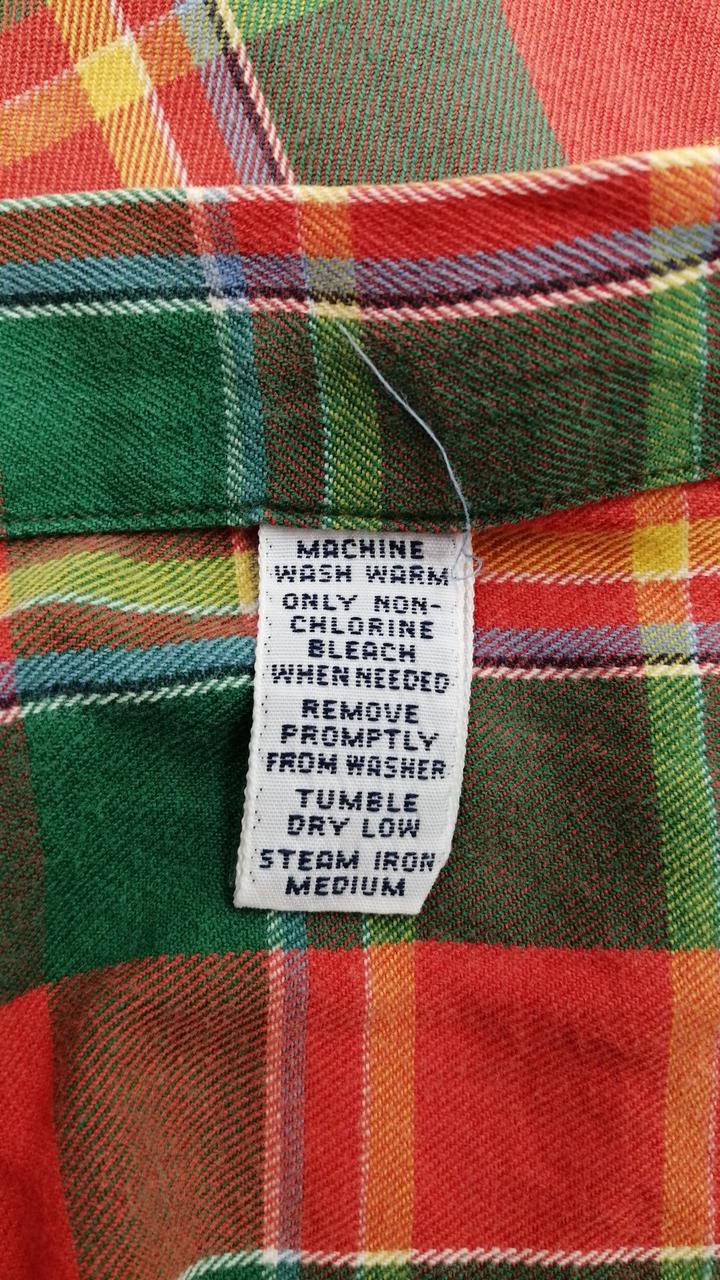 MACHINE
WASH WARM
ONLY NON-
CHLORINE
BLEACH
WHEN NEEDED
REMOVE
PROMPTLY
FROM WASHER
TUMBLE
DRY LOW
STEAM IRON
MEDIUM